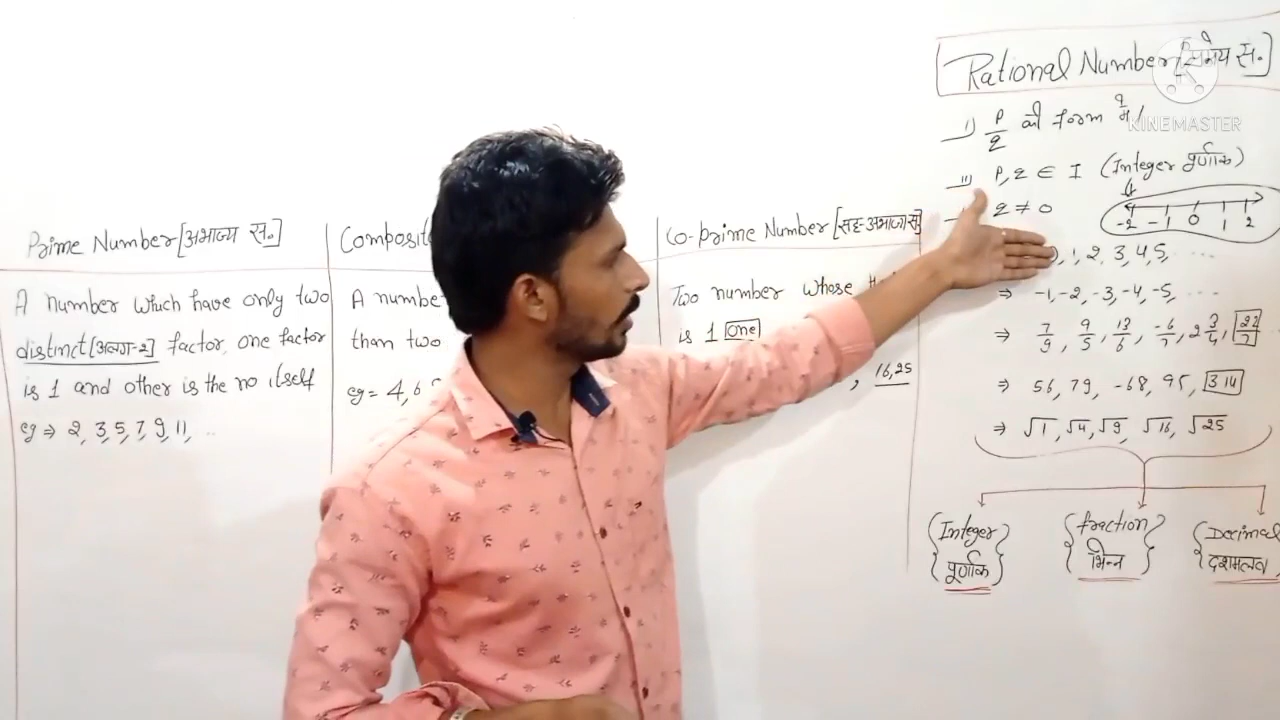 Prime Number [अभाज्य स.]
A number which have only two
distinct [अलग-2] factor, one factor
is 1 and other is the no itself
eg ⇒ 2, 3, 5, 7, 9, 11, ..
Composit
A numbe
than two
eg = 4, 6
Co-prime Number [सह-अभाज्य स.]
Two number whose
is 1 [one]
, 16,25
Rational Number [परिमेय स.]
i) P/q की form में /
ii) P, q ∈ I (Integer पूर्णांक)
q ≠ 0
-2 -1 0 1 2
, 1, 2, 3, 4, 5, ....
⇒ -1, -2, -3, -4, -5, ....
⇒ 7/9, 9/5, 13/6, -6/7, 2 3/4, 22/7
⇒ 56, 79, -68, 95, 3.14
⇒ √1, √4, √9, √16, √25
{Integer पूर्णांक}
{fraction भिन्न}
{Decimal दशमलव
KINEMASTER